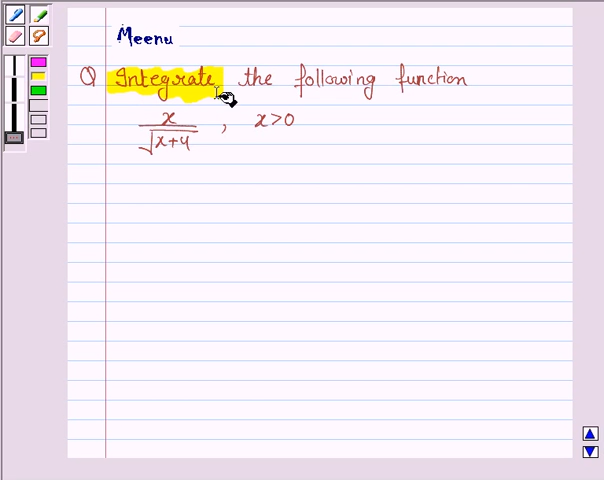 Meenu
Q Integrate the following function
x/√(x+4) , x>0